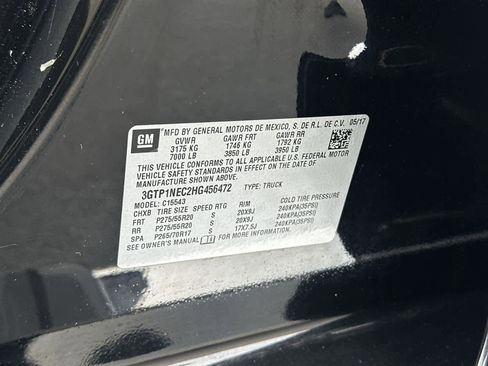 GM
MFD BY GENERAL MOTORS DE MEXICO, S. DE R.L. DE C.V. 05/17
GVWR GAWR FRT GAWR RR
3175 KG 1746 KG 1792 KG
7000 LB 3850 LB 3950 LB
THIS VEHICLE CONFORMS TO ALL APPLICABLE U.S. FEDERAL MOTOR
VEHICLE SAFETY STANDARDS IN EFFECT ON THE DATE OF
MANUFACTURE SHOWN ABOVE.
3GTP1NEC2HG456472 TYPE: TRUCK
MODEL: C15543
CHXB TIRE SIZE SPEED RTG RIM COLD TIRE PRESSURE
FRT P275/55R20 S 20X9J 240KPA(35PSI)
RR P275/55R20 S 20X9J 240KPA(35PSI)
SPA P265/70R17 S 17X7.5J 240KPA(35PSI)
SEE OWNER'S MANUAL FOR MORE INFORMATION.